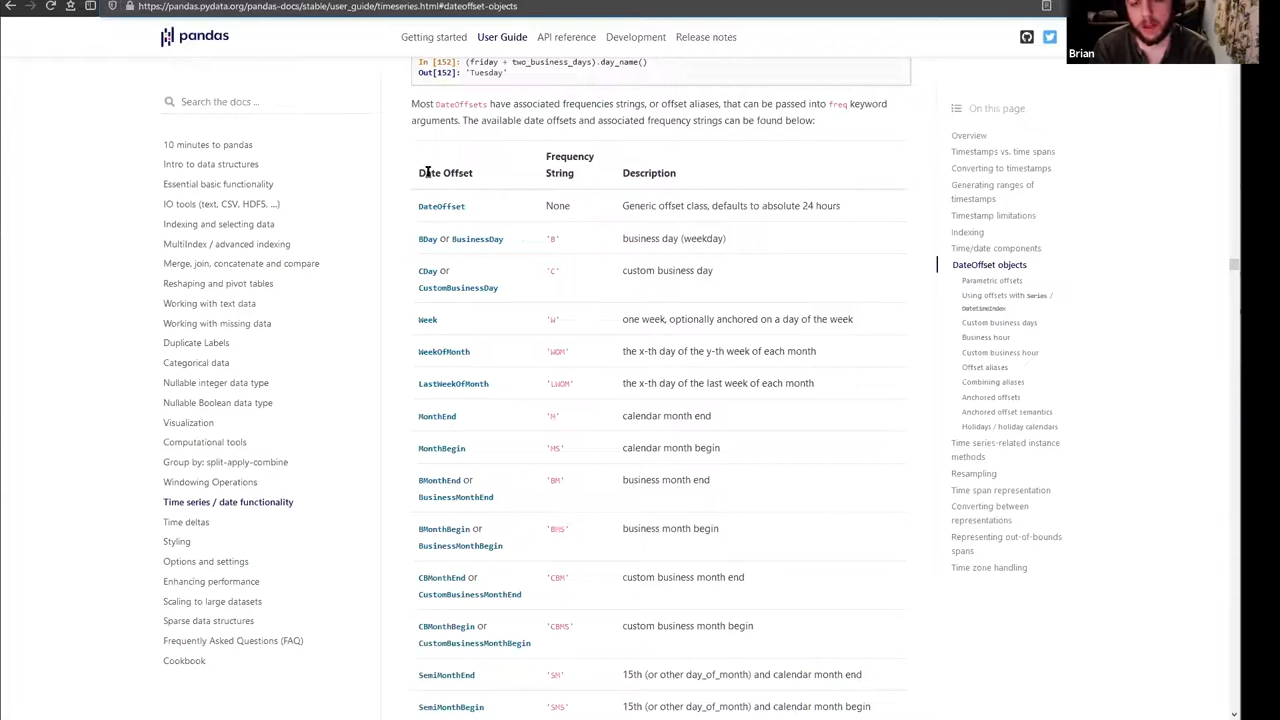 https://pandas.pydata.org/pandas-docs/stable/user_guide/timeseries.html#dateoffset-objects
Brian
pandas
Getting started
User Guide
API reference
Development
Release notes
Search the docs ...
10 minutes to pandas
Intro to data structures
Essential basic functionality
IO tools (text, CSV, HDF5, …)
Indexing and selecting data
MultiIndex / advanced indexing
Merge, join, concatenate and compare
Reshaping and pivot tables
Working with text data
Working with missing data
Duplicate Labels
Categorical data
Nullable integer data type
Nullable Boolean data type
Visualization
Computational tools
Group by: split-apply-combine
Windowing Operations
Time series / date functionality
Time deltas
Styling
Options and settings
Enhancing performance
Scaling to large datasets
Sparse data structures
Frequently Asked Questions (FAQ)
Cookbook
In [152]: (friday + two_business_days).day_name()
Out[152]: 'Tuesday'
Most DateOffsets have associated frequencies strings, or offset aliases, that can be passed into freq keyword
arguments. The available date offsets and associated frequency strings can be found below:
Date Offset
Frequency
String
Description
DateOffset None Generic offset class, defaults to absolute 24 hours
BDay or BusinessDay 'B' business day (weekday)
CDay or
CustomBusinessDay
'C' custom business day
Week 'W' one week, optionally anchored on a day of the week
WeekOfMonth 'WOM' the x-th day of the y-th week of each month
LastWeekOfMonth 'LWOM' the x-th day of the last week of each month
MonthEnd 'M' calendar month end
MonthBegin 'MS' calendar month begin
BMonthEnd or
BusinessMonthEnd
'BM' business month end
BMonthBegin or
BusinessMonthBegin
'BMS' business month begin
CBMonthEnd or
CustomBusinessMonthEnd
'CBM' custom business month end
CBMonthBegin or
CustomBusinessMonthBegin
'CBMS' custom business month begin
SemiMonthEnd 'SM' 15th (or other day_of_month) and calendar month end
SemiMonthBegin 'SMS' 15th (or other day_of_month) and calendar month begin
On this page
Overview
Timestamps vs. time spans
Converting to timestamps
Generating ranges of
timestamps
Timestamp limitations
Indexing
Time/date components
DateOffset objects
Parametric offsets
Using offsets with Series /
DatetimeIndex
Custom business days
Business hour
Custom business hour
Offset aliases
Combining aliases
Anchored offsets
Anchored offset semantics
Holidays / holiday calendars
Time series-related instance
methods
Resampling
Time span representation
Converting between
representations
Representing out-of-bounds
spans
Time zone handling